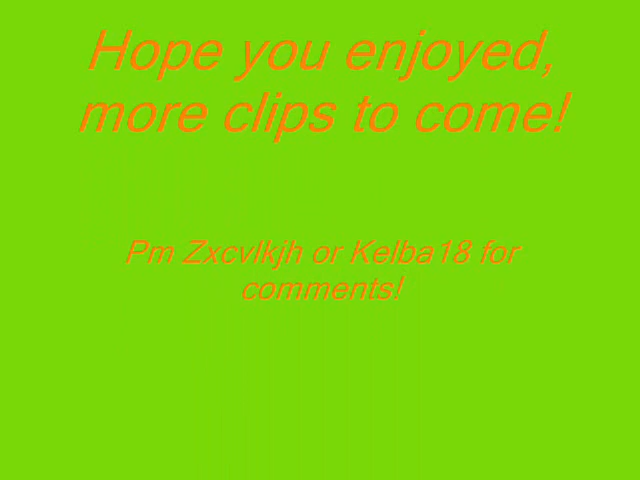 Hope you enjoyed,
more clips to come!
Pm Zxcvlkjh or Kelba18 for
comments!